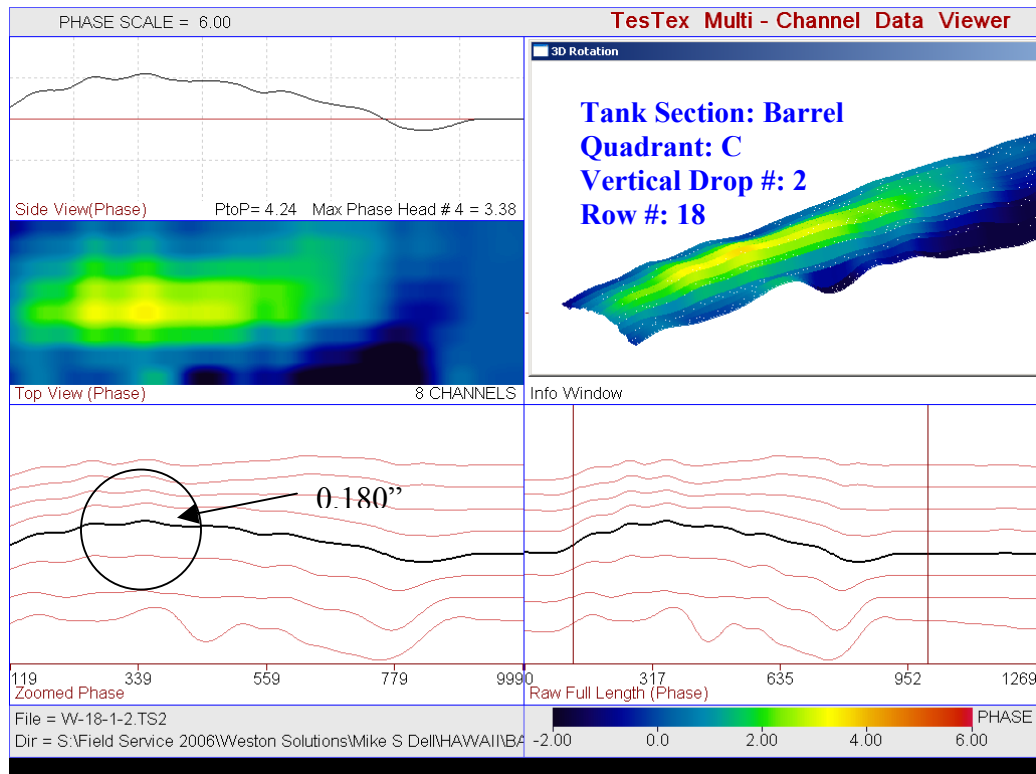 PHASE SCALE = 6.00
TesTex Multi - Channel Data Viewer
3D Rotation
Tank Section: Barrel
Quadrant: C
Vertical Drop #: 2
Row #: 18
Side View(Phase) PtoP= 4.24 Max Phase Head # 4 = 3.38
Top View (Phase) 8 CHANNELS
Info Window
0.180”
119 339 559 779 999
Zoomed Phase
0 317 635 952 1269
Raw Full Length (Phase)
File = W-18-1-2.TS2
Dir = S:\Field Service 2006\Weston Solutions\Mike S Dell\HAWAII\BA
PHASE
-2.00 0.0 2.00 4.00 6.00